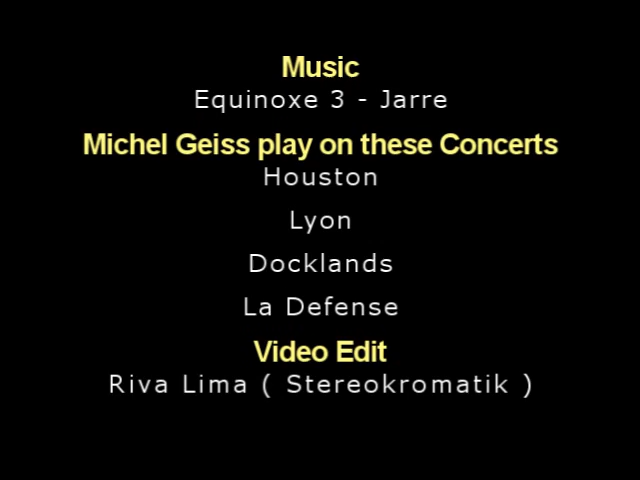 Music
Equinoxe 3 - Jarre
Michel Geiss play on these Concerts
Houston
Lyon
Docklands
La Defense
Video Edit
Riva Lima ( Stereokromatik )